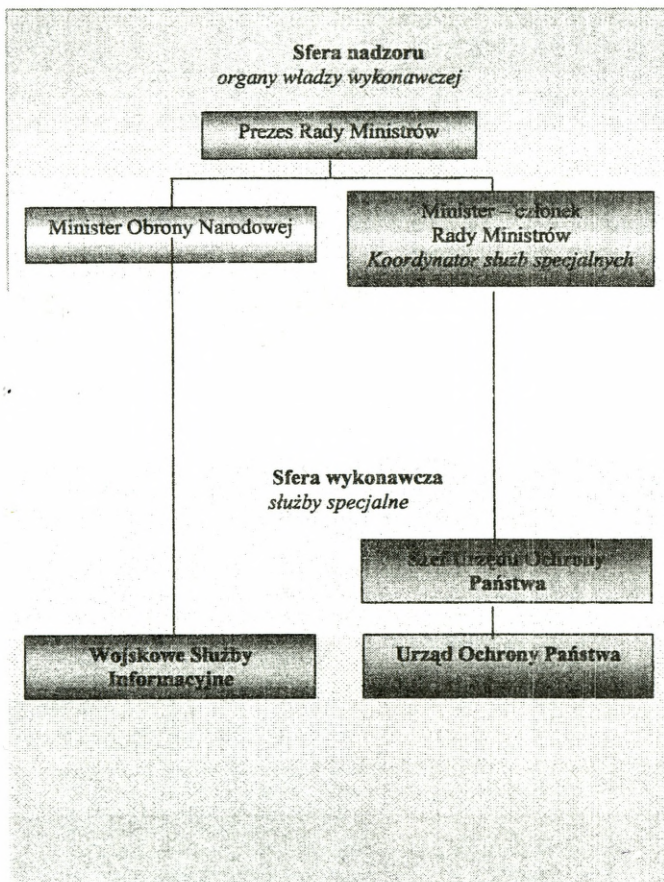 Sfera nadzoru
organy władzy wykonawczej
Prezes Rady Ministrów
Minister Obrony Narodowej
Minister – członek
Rady Ministrów
Koordynator służb specjalnych
Sfera wykonawcza
służby specjalne
Szef Urzędu Ochrony
Państwa
Wojskowe Służby
Informacyjne
Urząd Ochrony Państwa